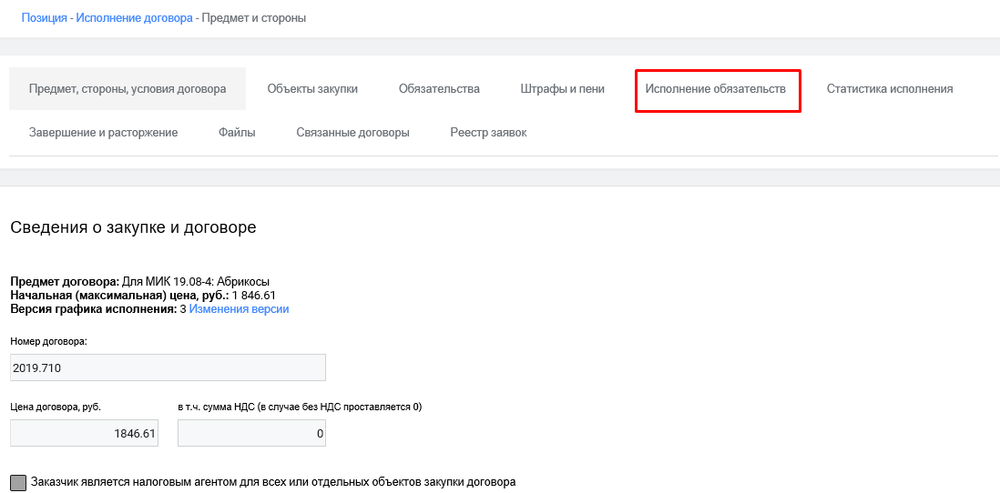 Позиция - Исполнение договора - Предмет и стороны
Предмет, стороны, условия договора Объекты закупки Обязательства Штрафы и пени Исполнение обязательств Статистика исполнения
Завершение и расторжение Файлы Связанные договоры Реестр заявок
Сведения о закупке и договоре
Предмет договора: Для МИК 19.08-4: Абрикосы
Начальная (максимальная) цена, руб.: 1 846.61
Версия графика исполнения: 3 Изменения версии
Номер договора:
2019.710
Цена договора, руб. в т.ч. сумма НДС (в случае без НДС проставляется 0)
1846.61 0
Заказчик является налоговым агентом для всех или отдельных объектов закупки договора